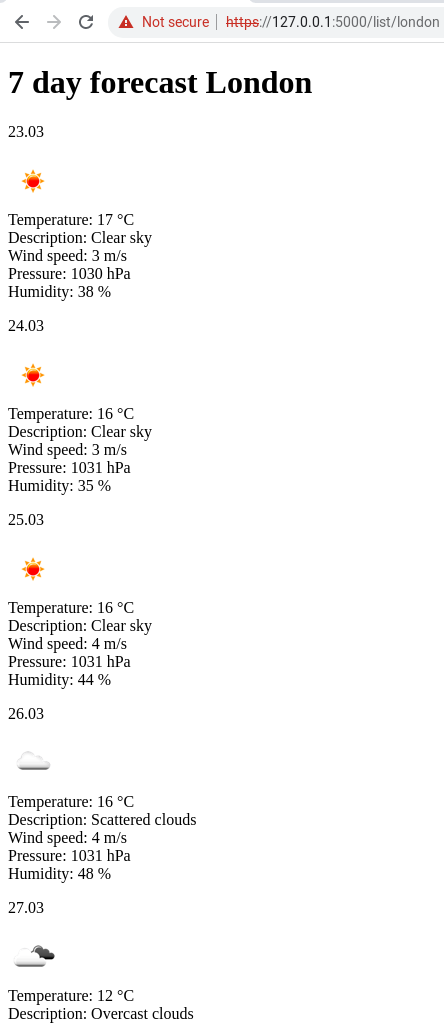 Not secure | https://127.0.0.1:5000/list/london
7 day forecast London
23.03
Temperature: 17 °C
Description: Clear sky
Wind speed: 3 m/s
Pressure: 1030 hPa
Humidity: 38 %
24.03
Temperature: 16 °C
Description: Clear sky
Wind speed: 3 m/s
Pressure: 1031 hPa
Humidity: 35 %
25.03
Temperature: 16 °C
Description: Clear sky
Wind speed: 4 m/s
Pressure: 1031 hPa
Humidity: 44 %
26.03
Temperature: 16 °C
Description: Scattered clouds
Wind speed: 4 m/s
Pressure: 1031 hPa
Humidity: 48 %
27.03
Temperature: 12 °C
Description: Overcast clouds